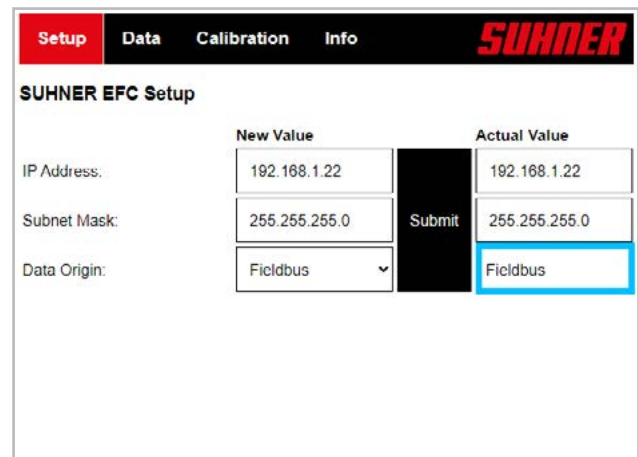 Setup Data Calibration Info SUHNER
SUHNER EFC Setup
New Value Actual Value
IP Address: 192.168.1.22 192.168.1.22
Subnet Mask: 255.255.255.0 Submit 255.255.255.0
Data Origin: Fieldbus Fieldbus